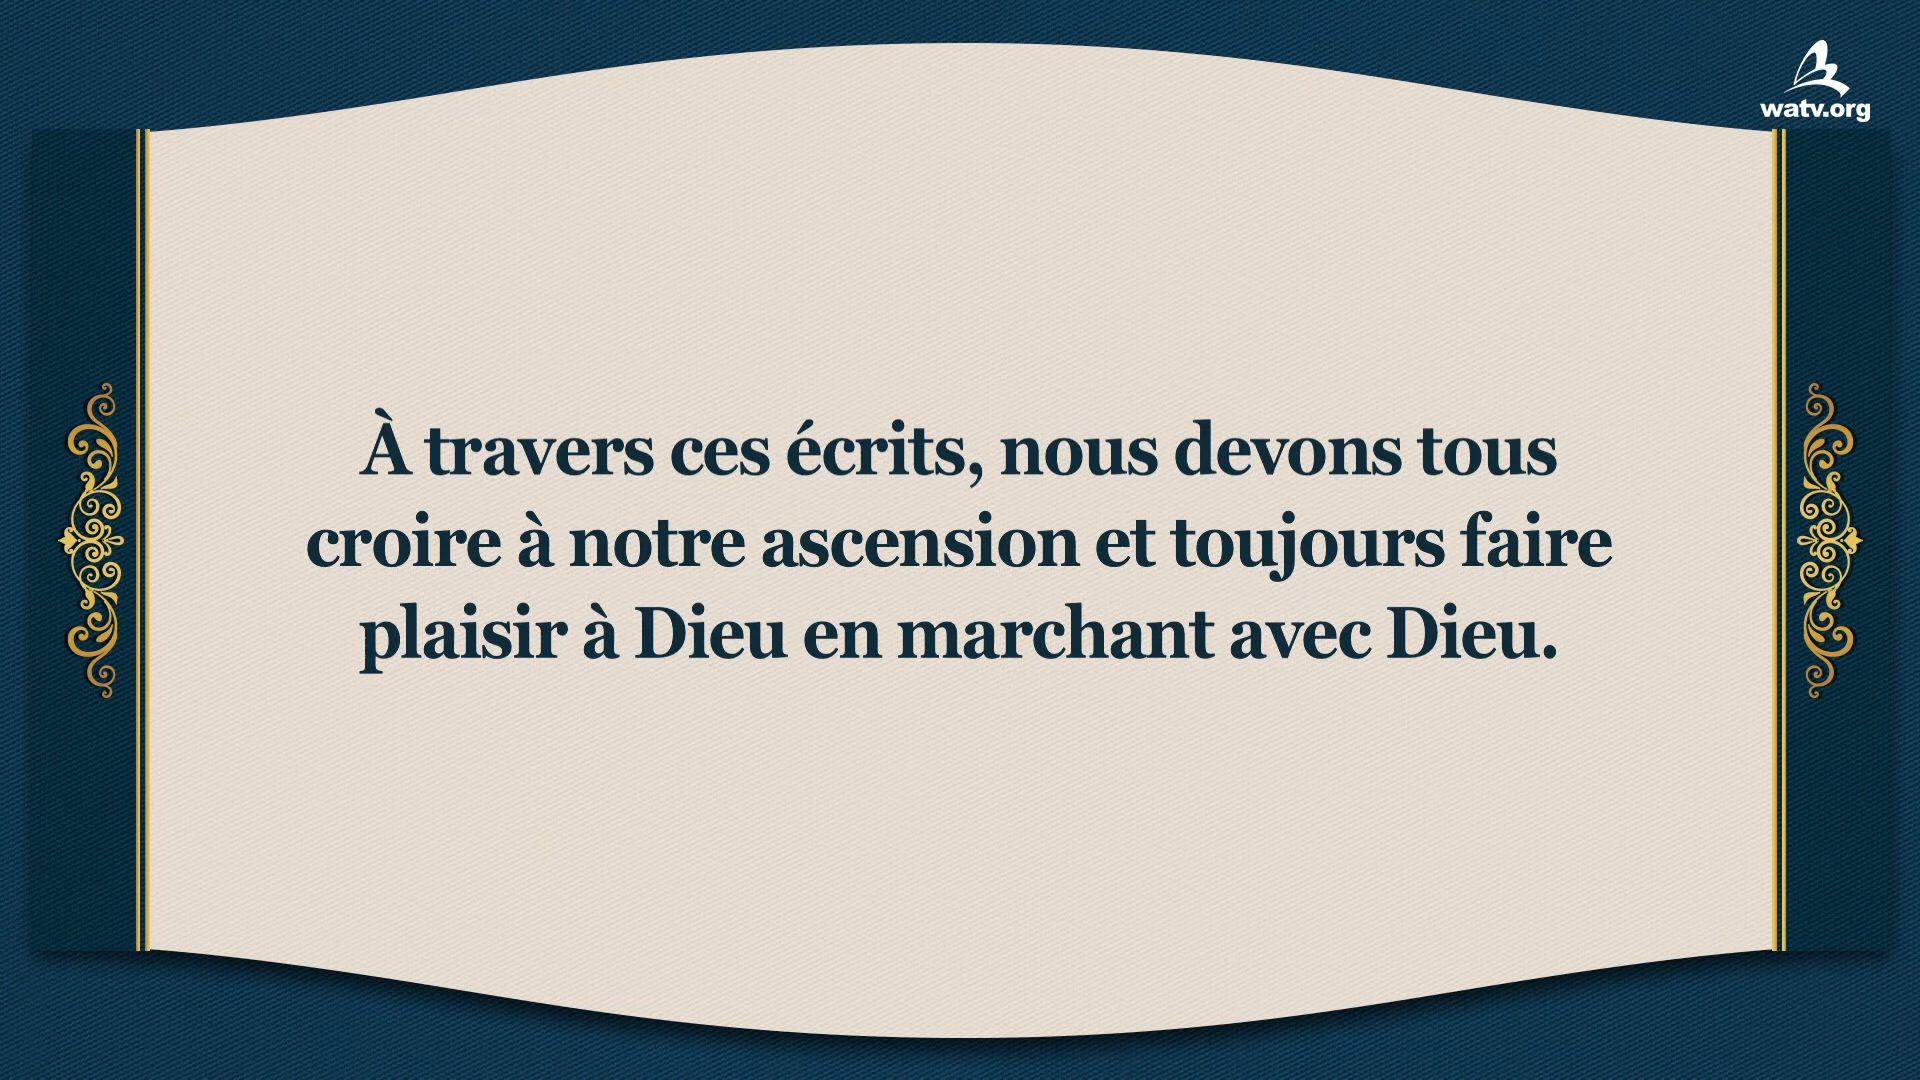 watv.org
À travers ces écrits, nous devons tous
croire à notre ascension et toujours faire
plaisir à Dieu en marchant avec Dieu.